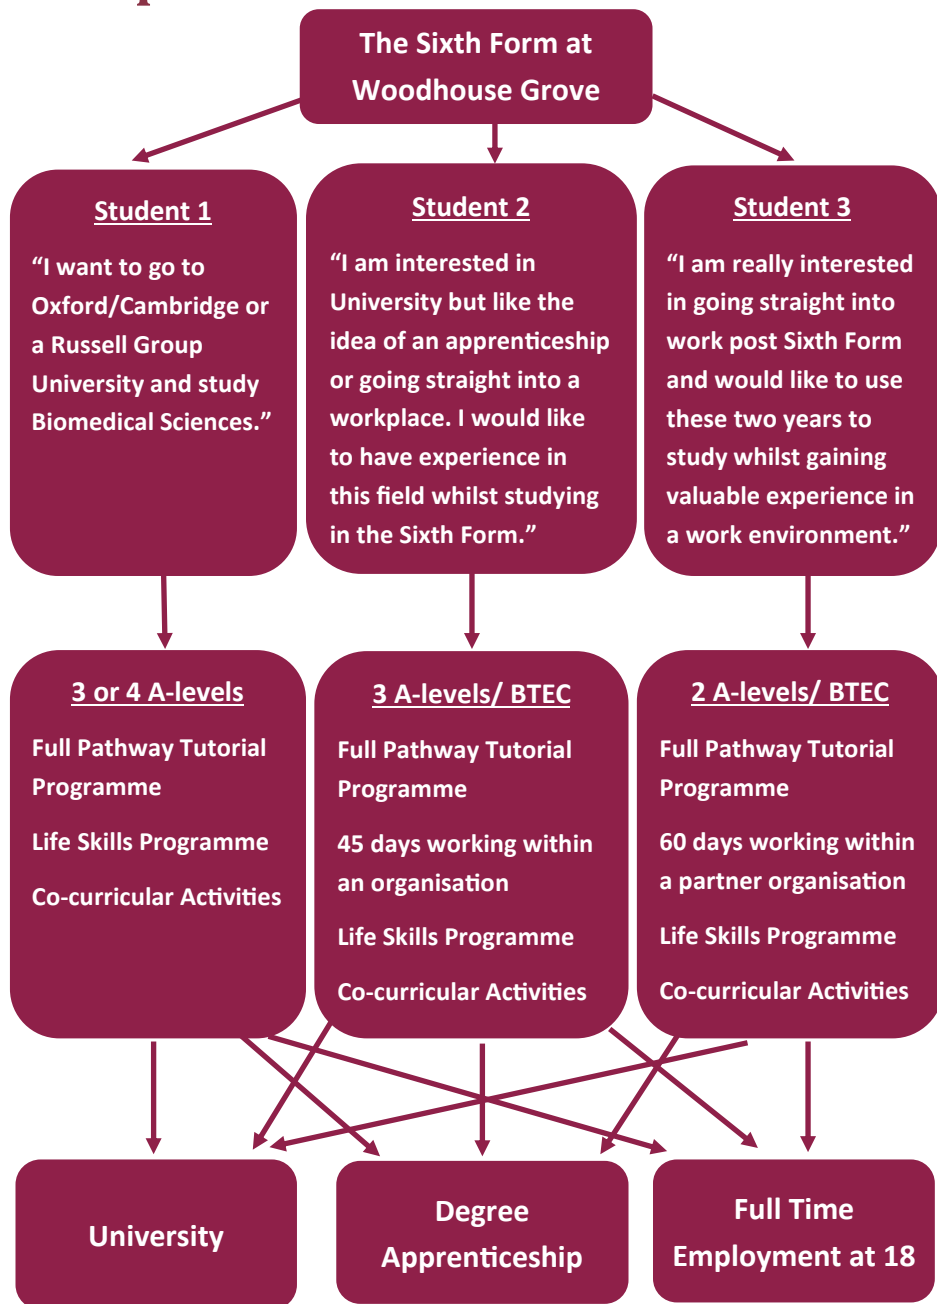 The Sixth Form at
Woodhouse Grove
Student 1
“I want to go to
Oxford/Cambridge or
a Russell Group
University and study
Biomedical Sciences.”
Student 2
“I am interested in
University but like the
idea of an apprenticeship
or going straight into a
workplace. I would like
to have experience in
this field whilst studying
in the Sixth Form.”
Student 3
“I am really interested
in going straight into
work post Sixth Form
and would like to use
these two years to
study whilst gaining
valuable experience in
a work environment.”
3 or 4 A-levels
Full Pathway Tutorial
Programme
Life Skills Programme
Co-curricular Activities
3 A-levels/ BTEC
Full Pathway Tutorial
Programme
45 days working within
an organisation
Life Skills Programme
Co-curricular Activities
2 A-levels/ BTEC
Full Pathway Tutorial
Programme
60 days working within
a partner organisation
Life Skills Programme
Co-curricular Activities
University
Degree
Apprenticeship
Full Time
Employment at 18